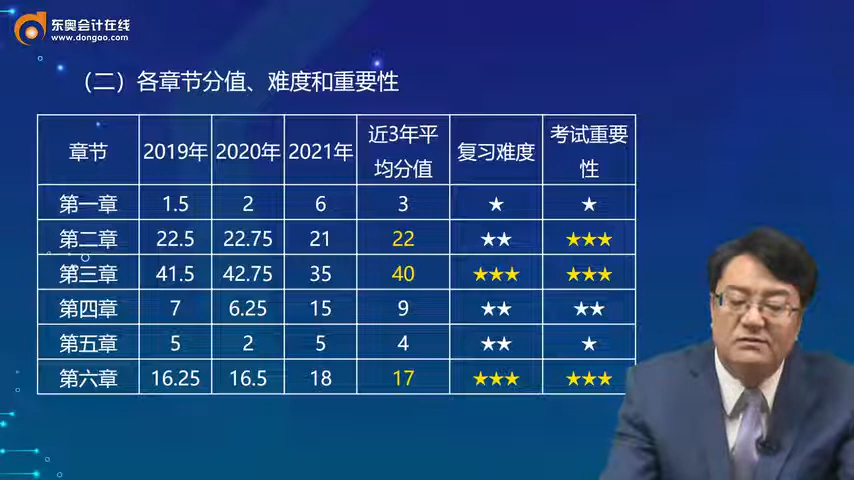 东奥会计在线
www.dongao.com
（二）各章节分值、难度和重要性
章节 2019年 2020年 2021年 近3年平均分值 复习难度 考试重要性
第一章 1.5 2 6 3 ★ ★
第二章 22.5 22.75 21 22 ★★ ★★★
第三章 41.5 42.75 35 40 ★★★ ★★★
第四章 7 6.25 15 9 ★★ ★★
第五章 5 2 5 4 ★★ ★
第六章 16.25 16.5 18 17 ★★★ ★★★